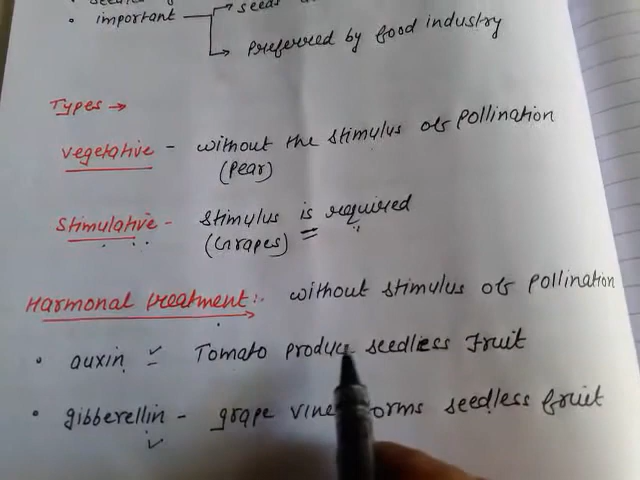 • important → seeds
→ Preferred by food industry
Types →
vegetative - without the stimulus of pollination
(Pear)
Stimulative - stimulus is required
(Grapes)
Harmonal treatment:- without stimulus of pollination
• auxin - Tomato produce seedless Fruit
• gibberellin - grape vine forms seedless fruit